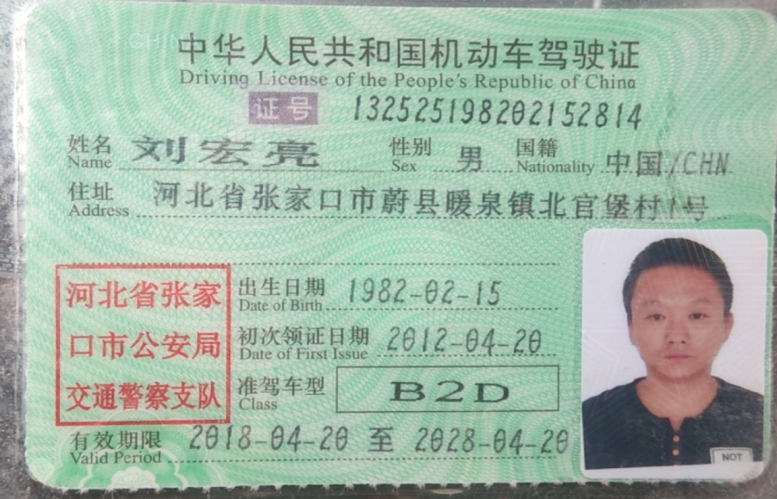 中华人民共和国机动车驾驶证
Driving License of the People's Republic of China
证号 132525198202152814
姓名 Name 刘宏亮 性别 Sex 男 国籍 Nationality 中国/CHN
住址 Address 河北省张家口市蔚县暖泉镇北官堡村1号
河北省张家
口市公安局
交通警察支队
出生日期 Date of Birth 1982-02-15
初次领证日期 Date of First Issue 2012-04-20
准驾车型 Class B2D
有效期限 Valid Period 2018-04-20 至 2028-04-20
NOT